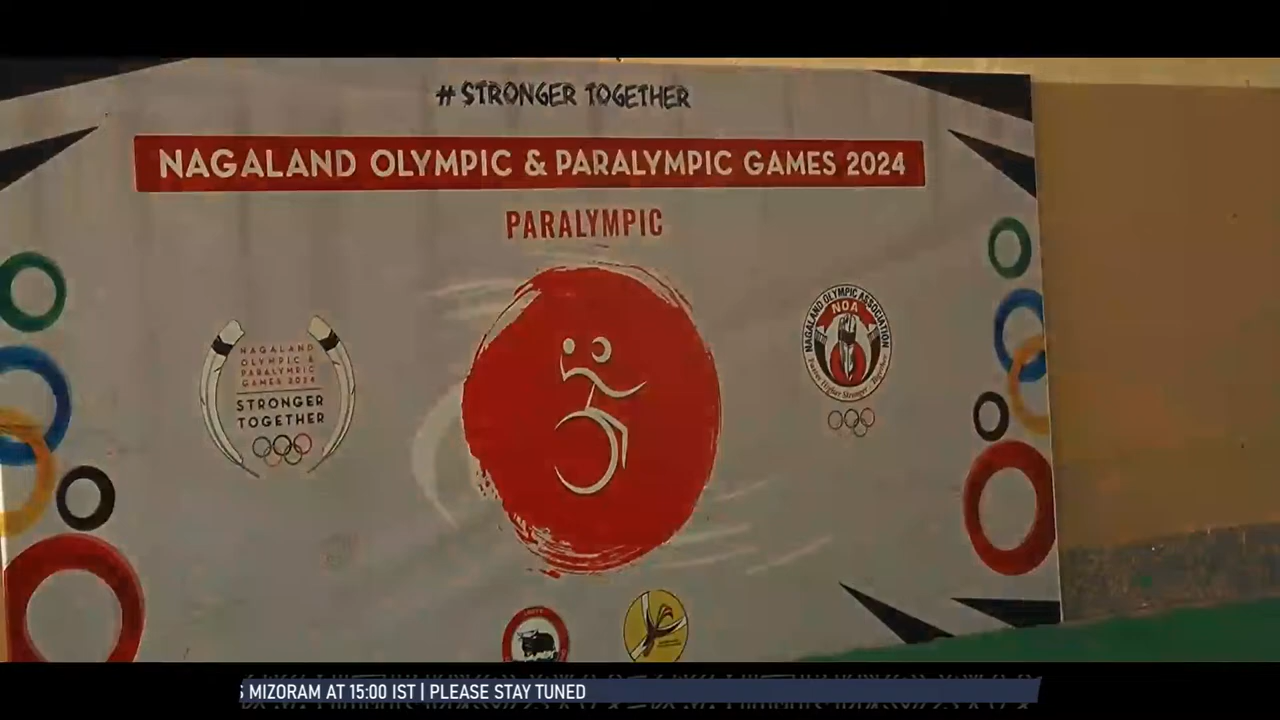 # STRONGER TOGETHER
NAGALAND OLYMPIC & PARALYMPIC GAMES 2024
PARALYMPIC
NAGALAND
OLYMPIC &
PARALYMPIC
GAMES 2024
STRONGER
TOGETHER
NAGALAND OLYMPIC ASSOCIATION
NOA
MIZORAM AT 15:00 IST | PLEASE STAY TUNED